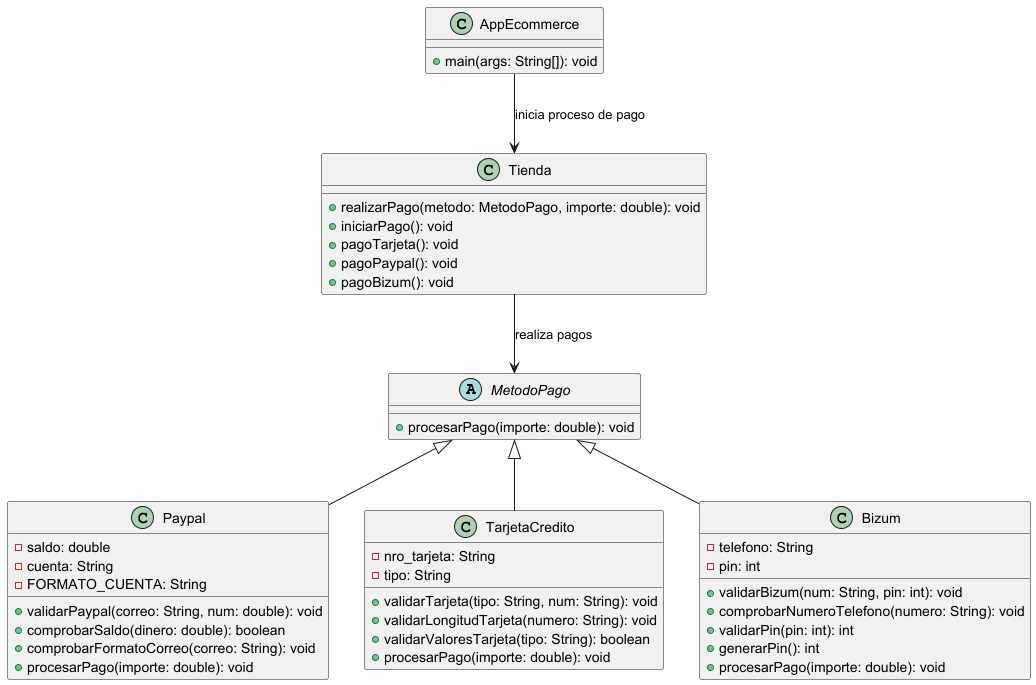 C AppEcommerce
main(args: String[]): void
inicia proceso de pago
C Tienda
realizarPago(metodo: MetodoPago, importe: double): void
iniciarPago(): void
pagoTarjeta(): void
pagoPaypal(): void
pagoBizum(): void
realiza pagos
A MetodoPago
procesarPago(importe: double): void
C Paypal
saldo: double
cuenta: String
FORMATO_CUENTA: String
validarPaypal(correo: String, num: double): void
comprobarSaldo(dinero: double): boolean
comprobarFormatoCorreo(correo: String): void
procesarPago(importe: double): void
C TarjetaCredito
nro_tarjeta: String
tipo: String
validarTarjeta(tipo: String, num: String): void
validarLongitudTarjeta(numero: String): void
validarValoresTarjeta(tipo: String): boolean
procesarPago(importe: double): void
C Bizum
telefono: String
pin: int
validarBizum(num: String, pin: int): void
comprobarNumeroTelefono(numero: String): void
validarPin(pin: int): int
generarPin(): int
procesarPago(importe: double): void